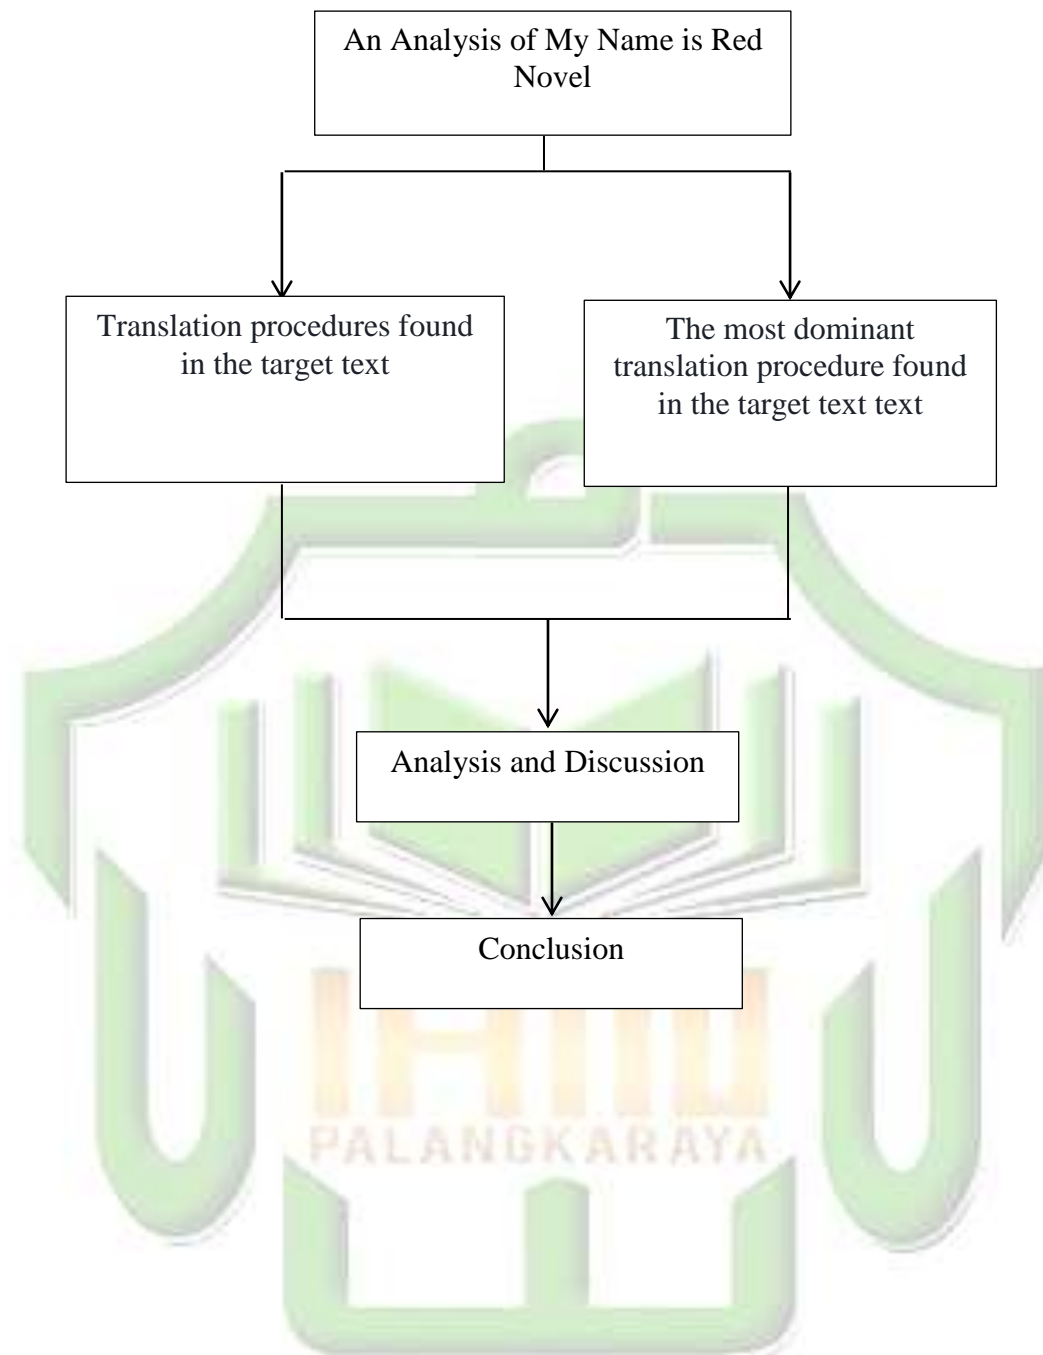 An Analysis of My Name is Red
Novel
Translation procedures found
in the target text
The most dominant
translation procedure found
in the target text text
Analysis and Discussion
Conclusion
IAIN
PALANGKARAYA